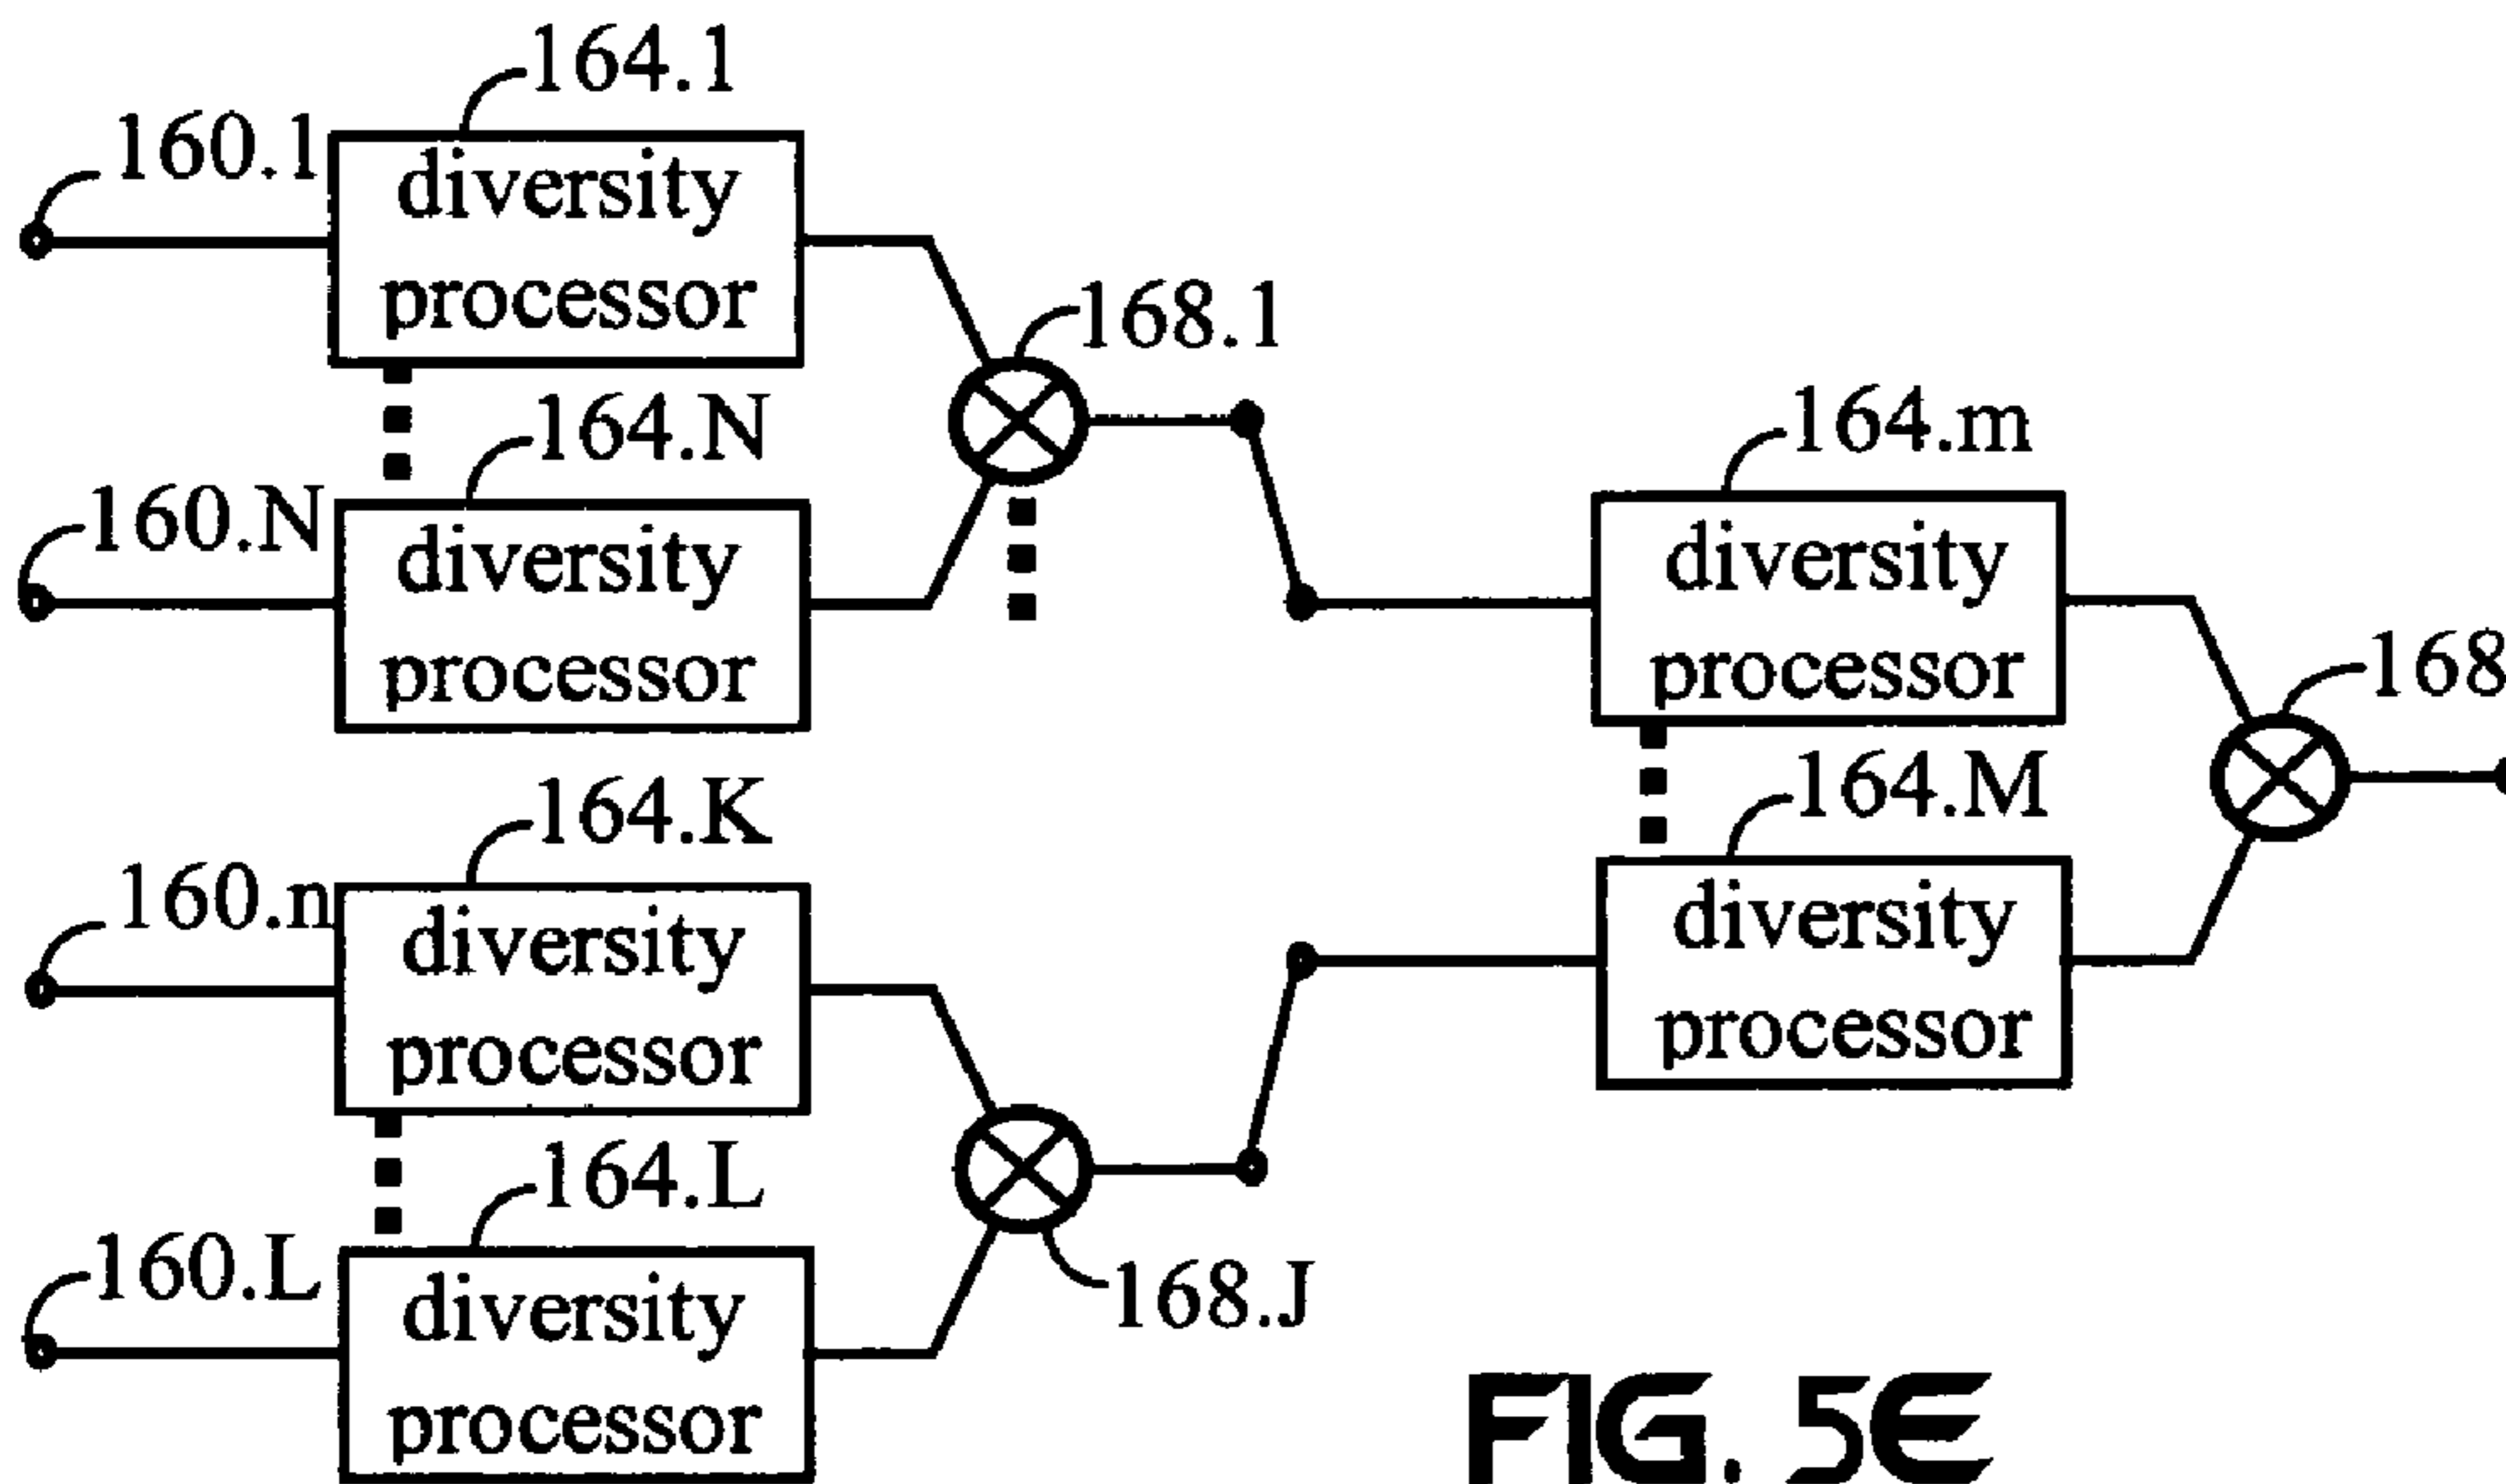 164.1
160.1
diversity
processor
168.1
164.N
160.N
diversity
processor
164.m
diversity
processor
168
164.K
160.n
diversity
processor
164.M
diversity
processor
164.L
160.L
diversity
processor
168.J
FIG. 5E